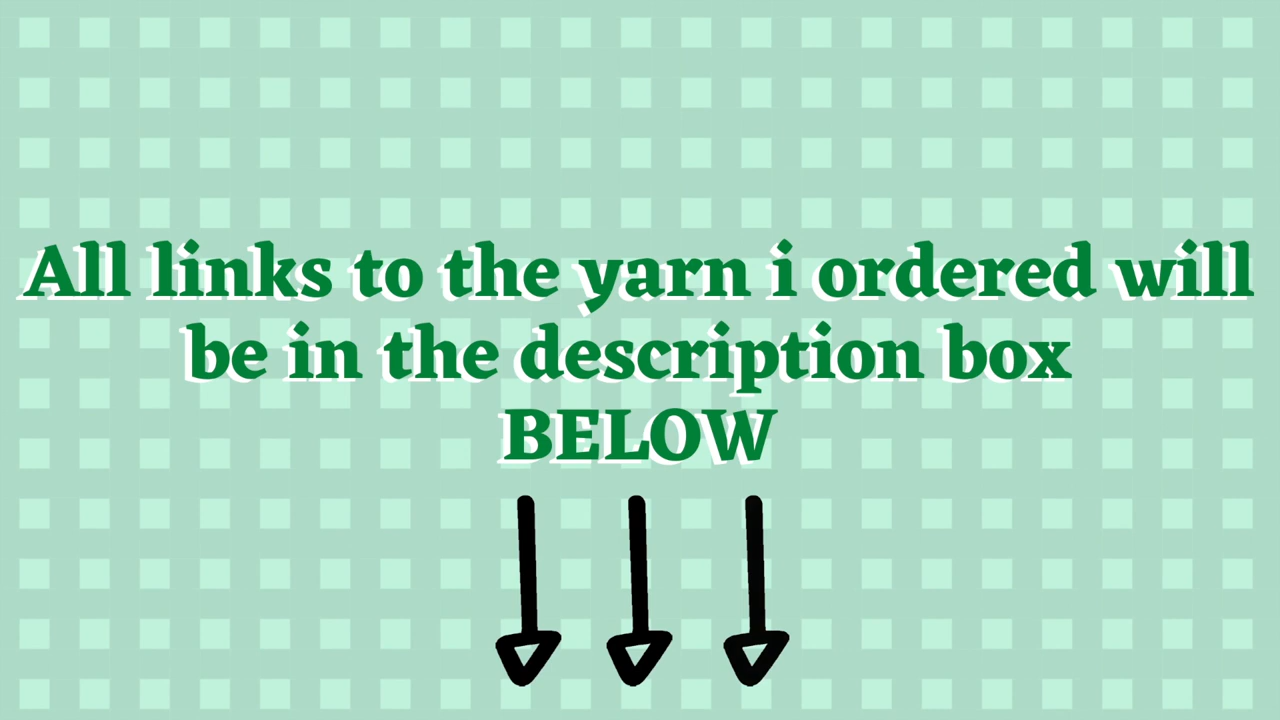 All links to the yarn i ordered will
be in the description box
BELOW